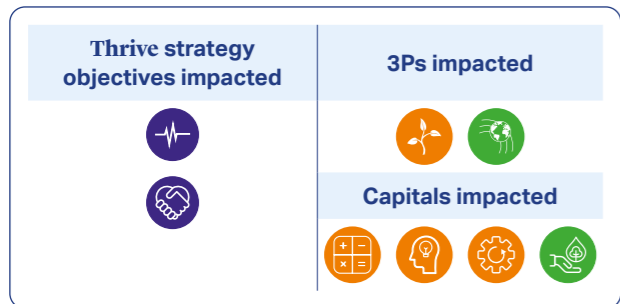 Thrive strategy
objectives impacted
3Ps impacted
Capitals impacted